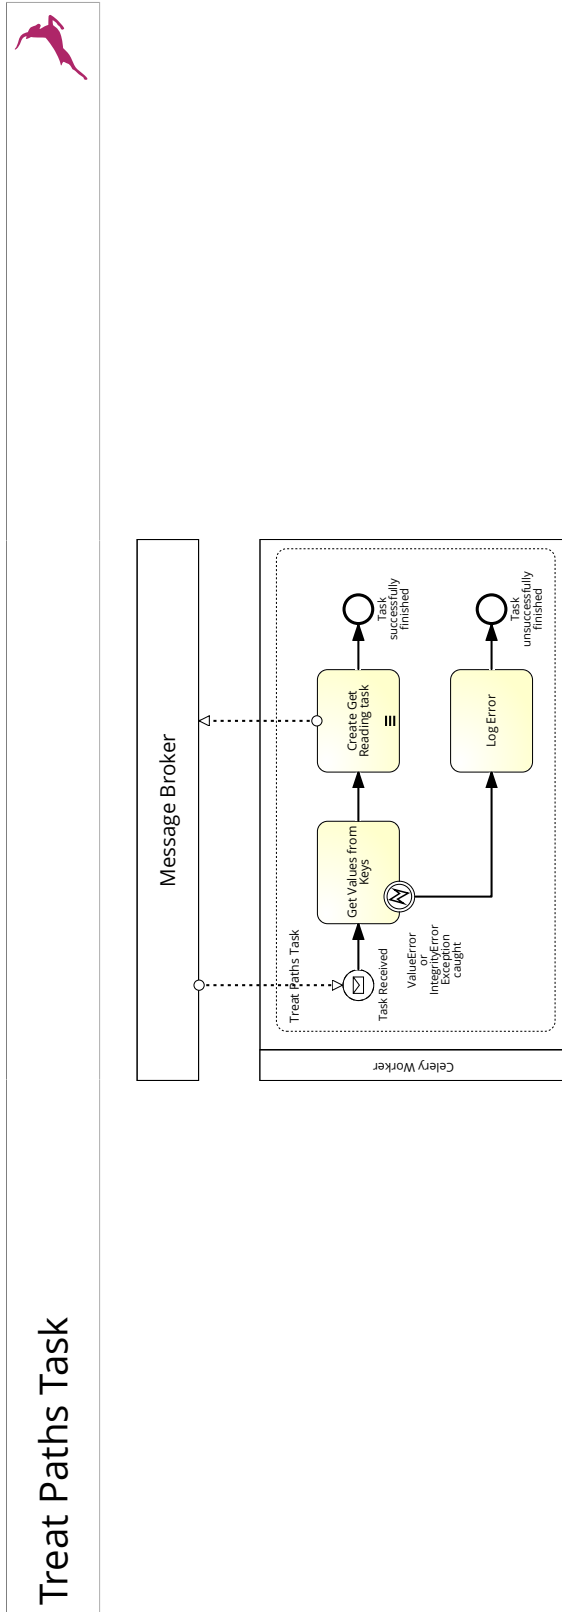 Treat Paths Task
Message Broker
Celery Worker
Treat Paths Task
Task Received
Get Values from
Keys
ValueError
or
IntegrityError
Exception
caught
Create Get
Reading task
Task
successfully
finished
Log Error
Task
unsuccessfully
finished